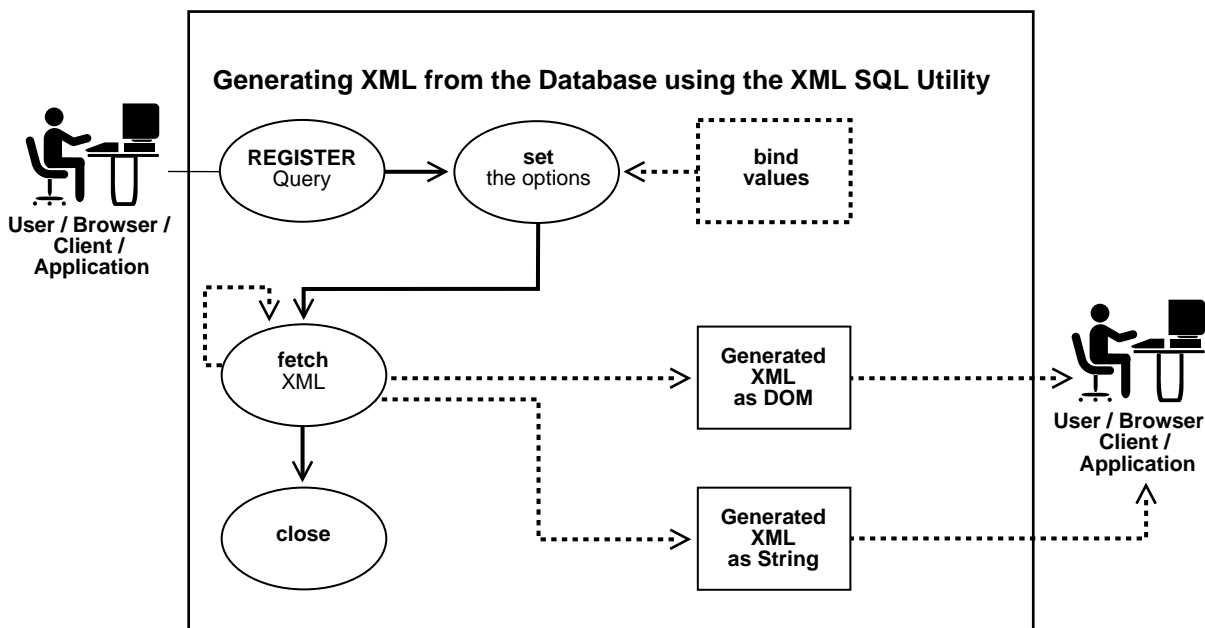 Generating XML from the Database using the XML SQL Utility
User / Browser /
Client /
Application
REGISTER
Query
set
the options
bind
values
fetch
XML
Generated
XML
as DOM
User / Browser
Client /
Application
close
Generated
XML
as String